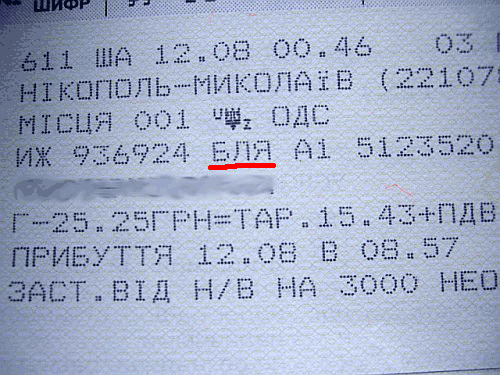 ШИФР
611 ША 12.08 00.46 03
НІКОПОЛЬ-МИКОЛАЇВ (22107
МІСЦЯ 001 ОДС
ИЖ 936924 БЛЯ А1 5123520
Г-25.25ГРН=ТАР.15.43+ПДВ
ПРИБУТТЯ 12.08 В 08.57
ЗАСТ.ВІД Н/В НА 3000 НЕО